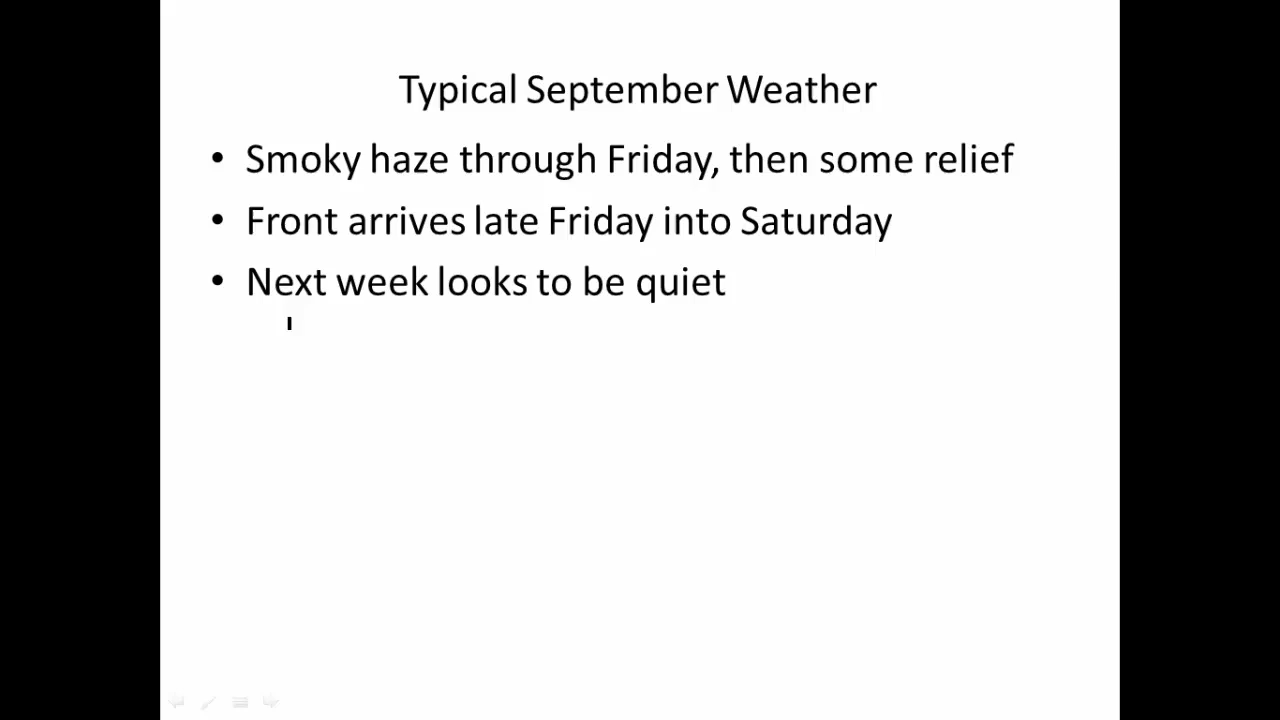 Typical September Weather
• Smoky haze through Friday, then some relief
• Front arrives late Friday into Saturday
• Next week looks to be quiet